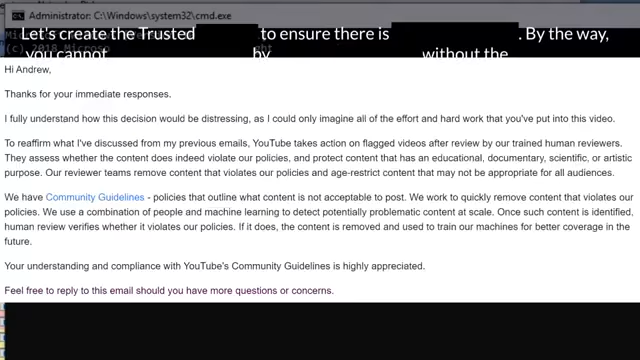 Administrator: C:\Windows\system32\cmd.exe
Let's create the Trusted to ensure there is . By the way,
you cannot by without the
(c) 2018 Microso
Hi Andrew,
Thanks for your immediate responses.
I fully understand how this decision would be distressing, as I could only imagine all of the effort and hard work that you've put into this video.
To reaffirm what I've discussed from my previous emails, YouTube takes action on flagged videos after review by our trained human reviewers.
They assess whether the content does indeed violate our policies, and protect content that has an educational, documentary, scientific, or artistic
purpose. Our reviewer teams remove content that violates our policies and age-restrict content that may not be appropriate for all audiences.
We have Community Guidelines - policies that outline what content is not acceptable to post. We work to quickly remove content that violates our
policies. We use a combination of people and machine learning to detect potentially problematic content at scale. Once such content is identified,
human review verifies whether it violates our policies. If it does, the content is removed and used to train our machines for better coverage in the
future.
Your understanding and compliance with YouTube's Community Guidelines is highly appreciated.
Feel free to reply to this email should you have more questions or concerns.